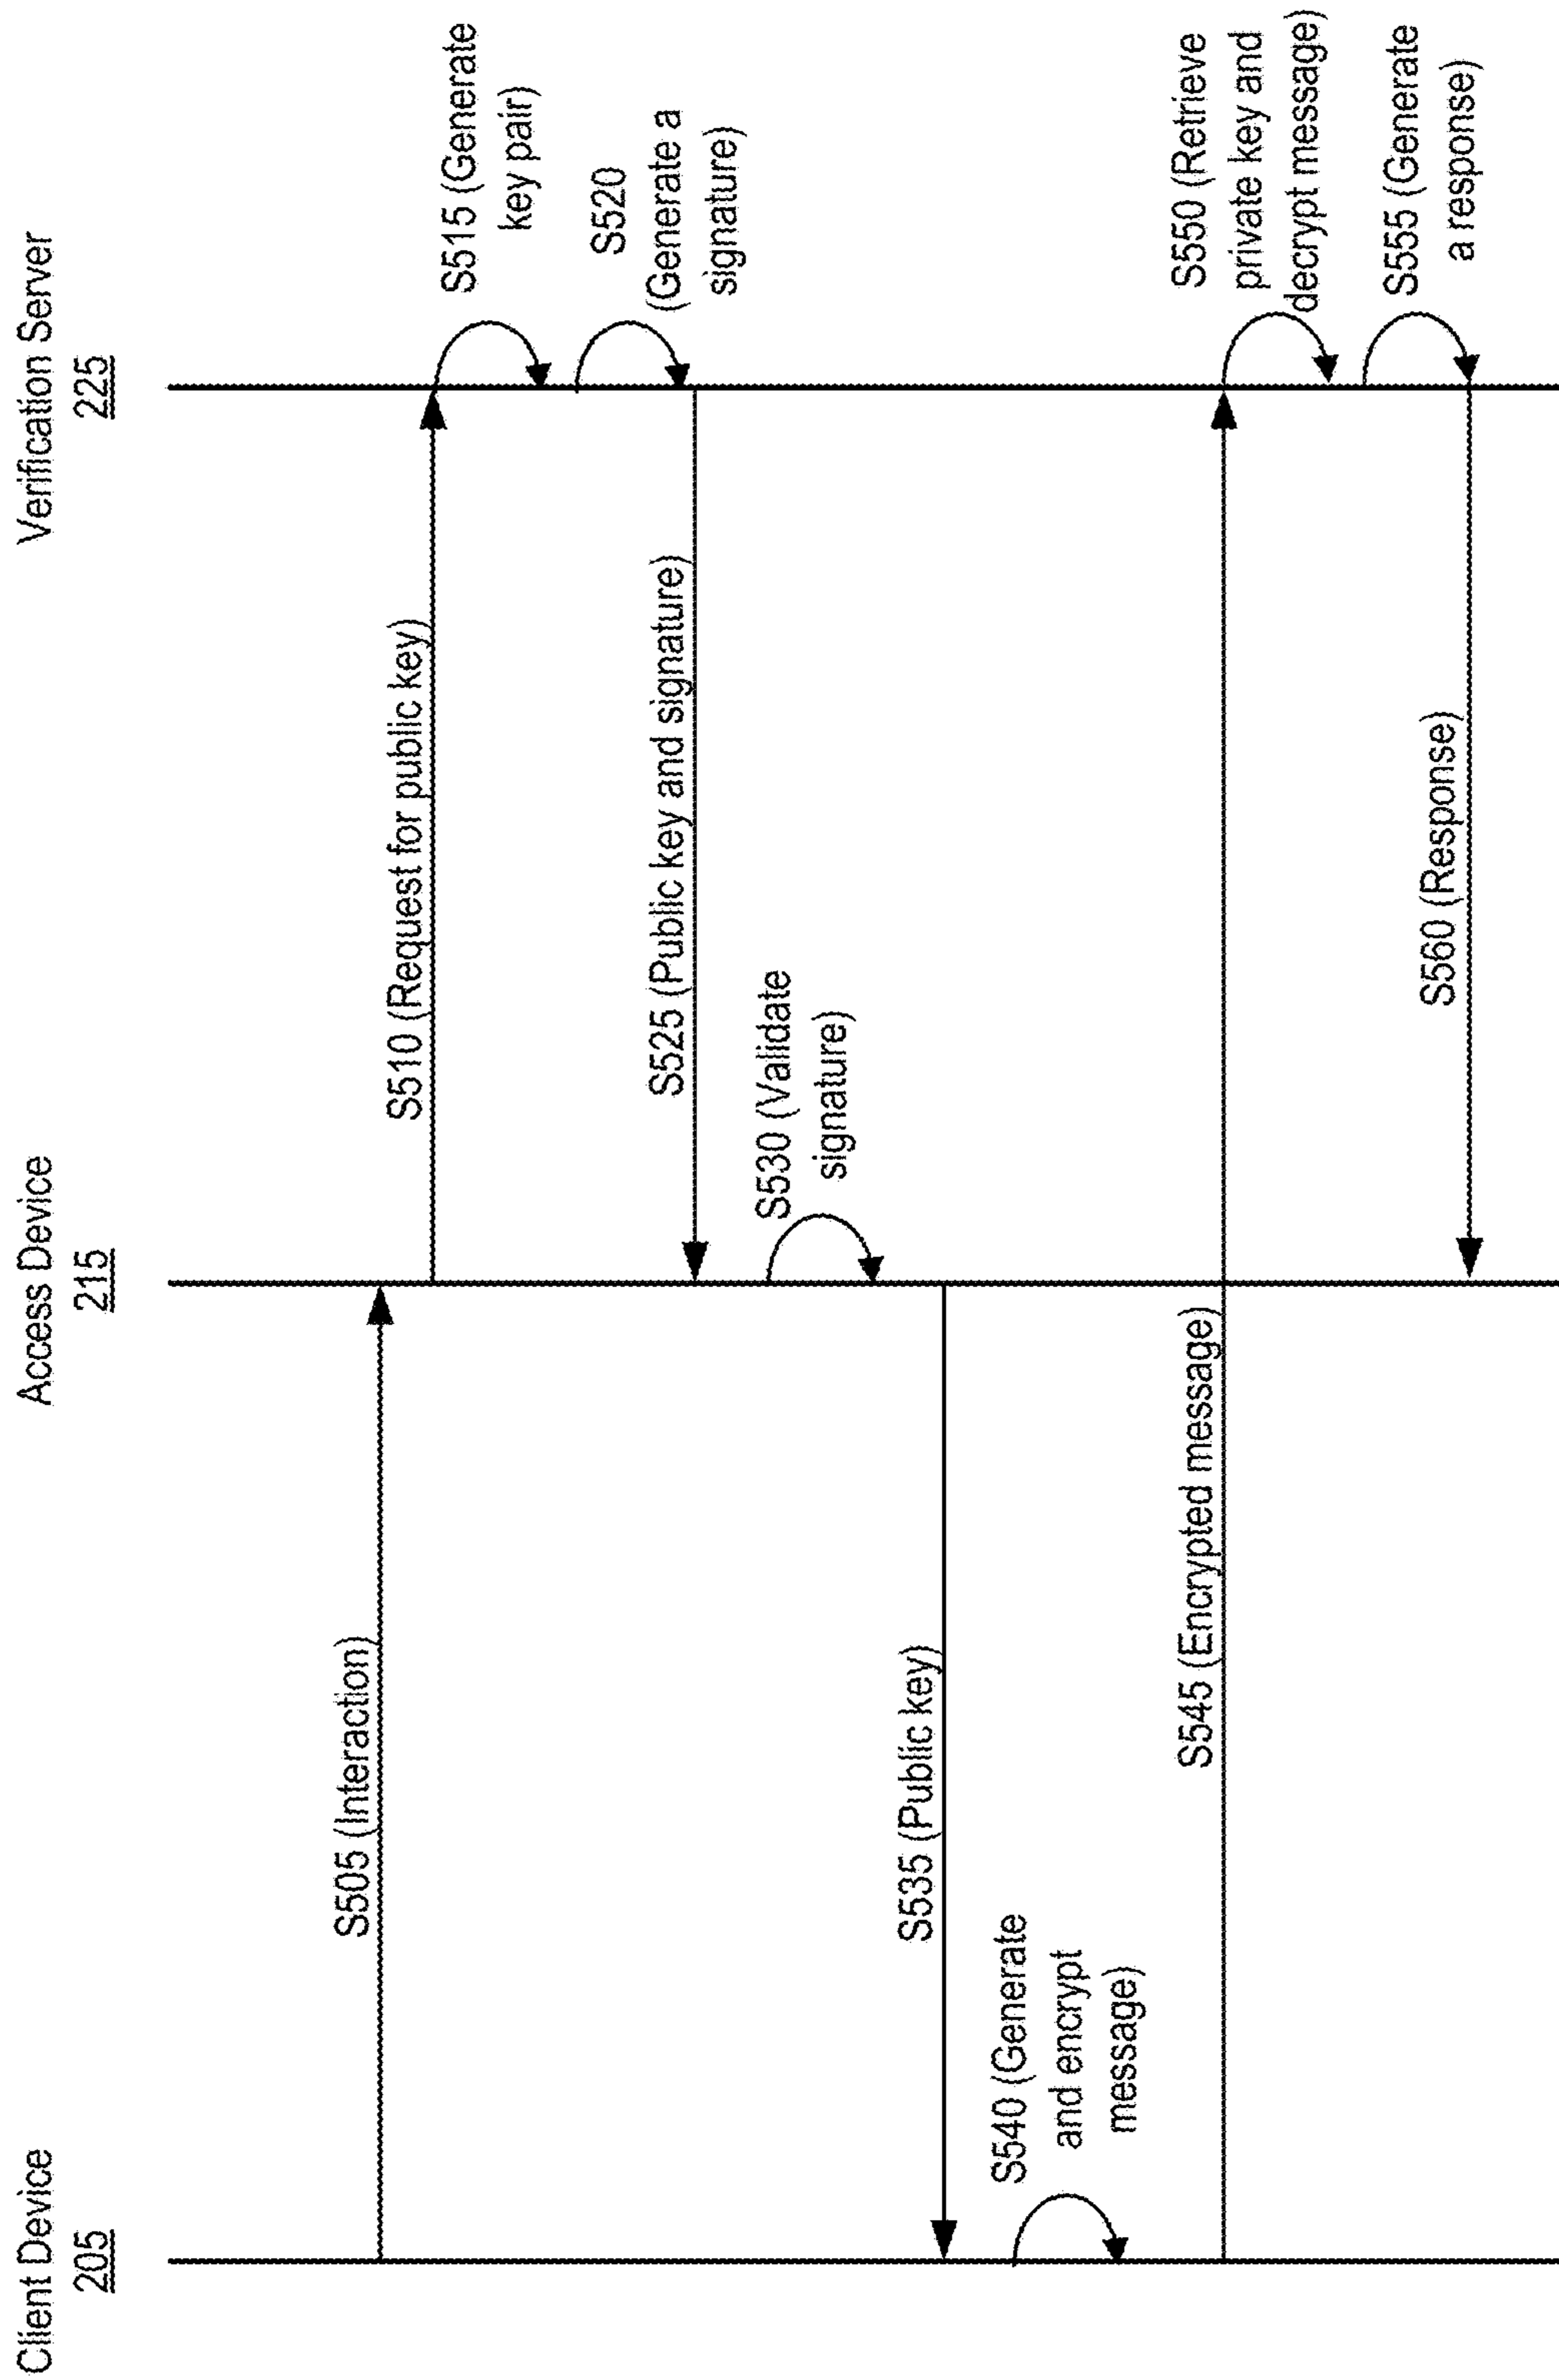 Client Device
205
Access Device
215
Verification Server
225
S505 (Interaction)
S510 (Request for public key)
S515 (Generate
key pair)
S520
(Generate a
signature)
S525 (Public key and signature)
S530 (Validate
signature)
S535 (Public key)
S540 (Generate
and encrypt
message)
S545 (Encrypted message)
S550 (Retrieve
private key and
decrypt message)
S555 (Generate
a response)
S560 (Response)